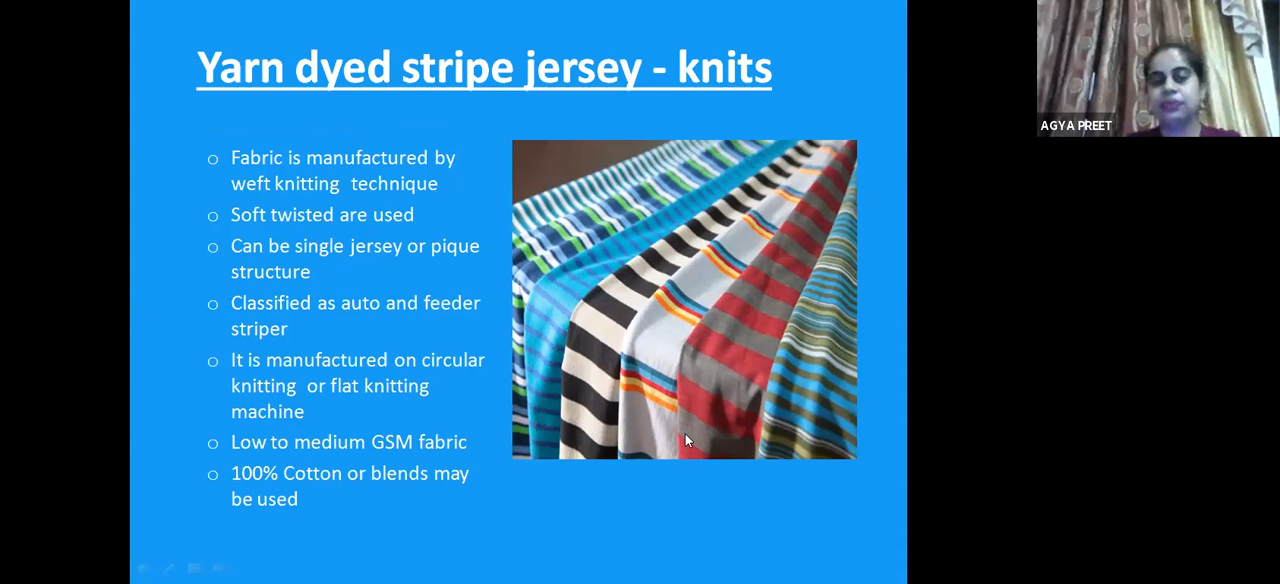 Yarn dyed stripe jersey - knits
AGYA PREET
o Fabric is manufactured by
weft knitting technique
o Soft twisted are used
o Can be single jersey or pique
structure
o Classified as auto and feeder
striper
o It is manufactured on circular
knitting or flat knitting
machine
o Low to medium GSM fabric
o 100% Cotton or blends may
be used